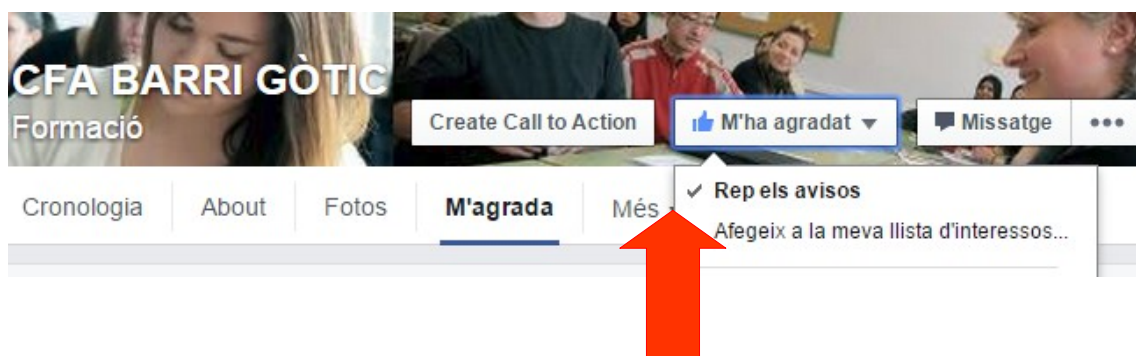 CFA BARRI GÒTIC
Formació
Create Call to Action
M'ha agradat
Missatge
Cronologia About Fotos M'agrada Més
Rep els avisos
Afegeix a la meva llista d'interessos...